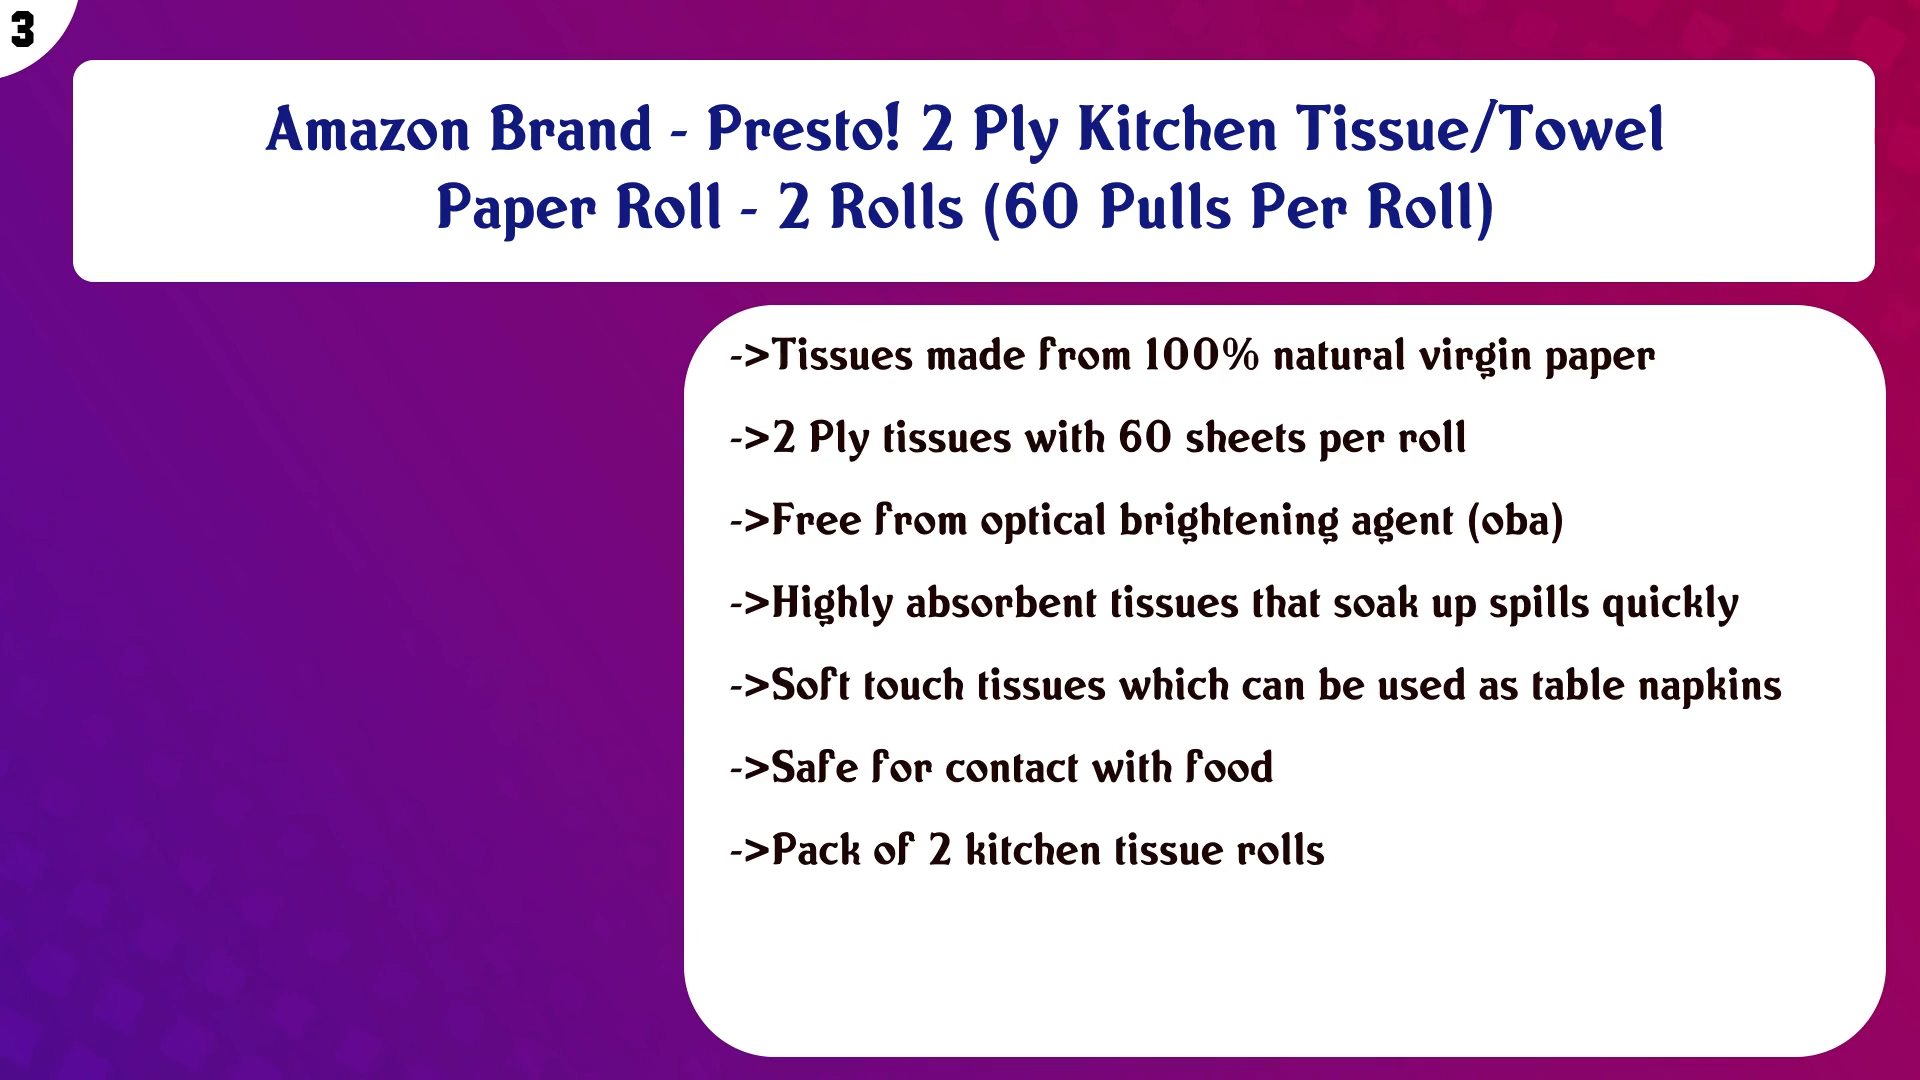 3
Amazon Brand - Presto! 2 Ply Kitchen Tissue/Towel
Paper Roll - 2 Rolls (60 Pulls Per Roll)
->Tissues made from 100% natural virgin paper
->2 Ply tissues with 60 sheets per roll
->Free from optical brightening agent (oba)
->Highly absorbent tissues that soak up spills quickly
->Soft touch tissues which can be used as table napkins
->Safe for contact with food
->Pack of 2 kitchen tissue rolls